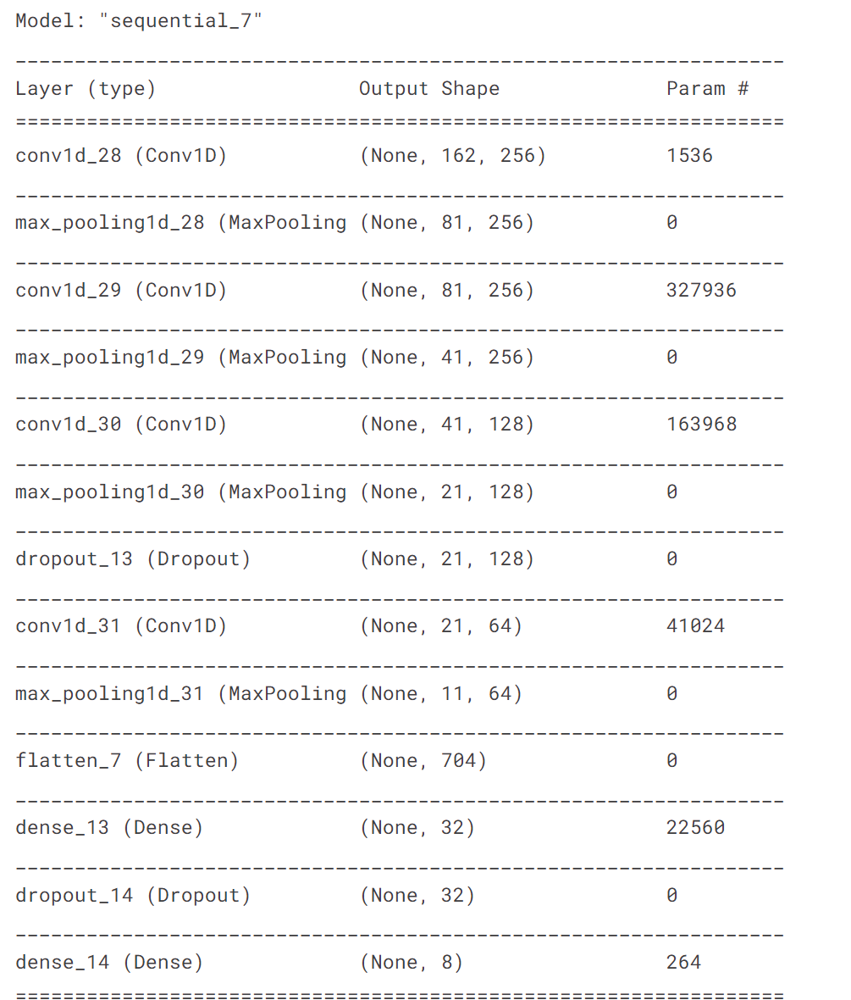 Model: "sequential_7"
_________________________________________________________________
Layer (type)                 Output Shape              Param #
=================================================================
conv1d_28 (Conv1D)           (None, 162, 256)          1536
_________________________________________________________________
max_pooling1d_28 (MaxPooling (None, 81, 256)           0
_________________________________________________________________
conv1d_29 (Conv1D)           (None, 81, 256)           327936
_________________________________________________________________
max_pooling1d_29 (MaxPooling (None, 41, 256)           0
_________________________________________________________________
conv1d_30 (Conv1D)           (None, 41, 128)           163968
_________________________________________________________________
max_pooling1d_30 (MaxPooling (None, 21, 128)           0
_________________________________________________________________
dropout_13 (Dropout)         (None, 21, 128)           0
_________________________________________________________________
conv1d_31 (Conv1D)           (None, 21, 64)            41024
_________________________________________________________________
max_pooling1d_31 (MaxPooling (None, 11, 64)            0
_________________________________________________________________
flatten_7 (Flatten)          (None, 704)               0
_________________________________________________________________
dense_13 (Dense)             (None, 32)                22560
_________________________________________________________________
dropout_14 (Dropout)         (None, 32)                0
_________________________________________________________________
dense_14 (Dense)             (None, 8)                 264
=================================================================